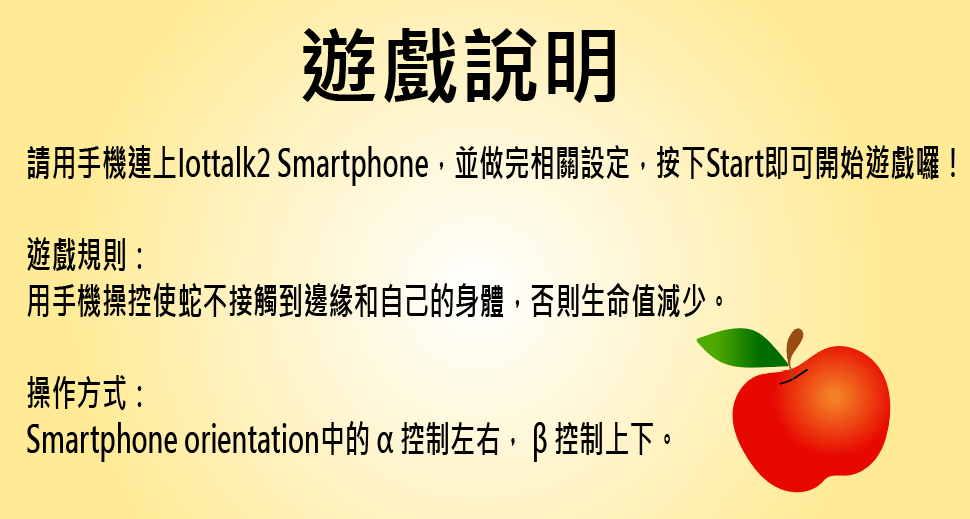 遊戲說明
請用手機連上Iottalk2 Smartphone，並做完相關設定，按下Start即可開始遊戲囉！
遊戲規則：
用手機操控使蛇不接觸到邊緣和自己的身體，否則生命值減少。
操作方式：
Smartphone orientation中的 α 控制左右， β 控制上下。